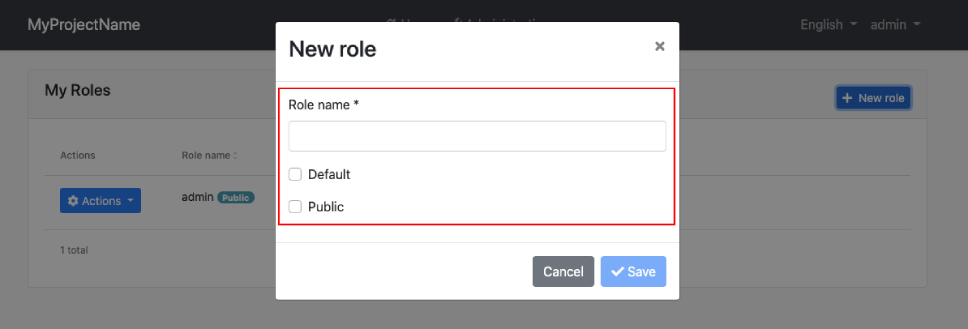 MyProjectName
English
admin
New role
×
My Roles
+ New role
Role name *
Actions
Role name
Default
Actions
admin Public
Public
1 total
Cancel
Save